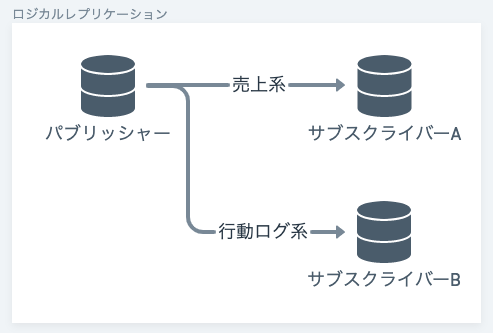 ロジカルレプリケーション
売上系
パブリッシャー
サブスクライバーA
行動ログ系
サブスクライバーB